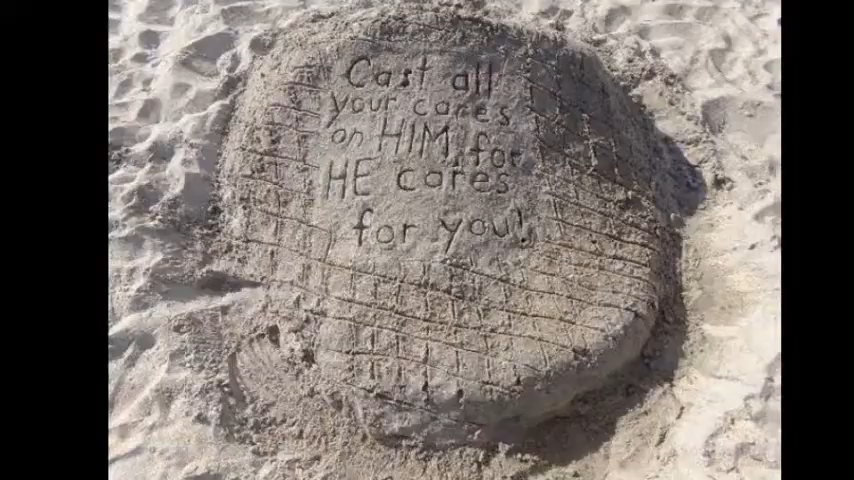 Cast all
your cares
on HIM, for
HE cares
for you!